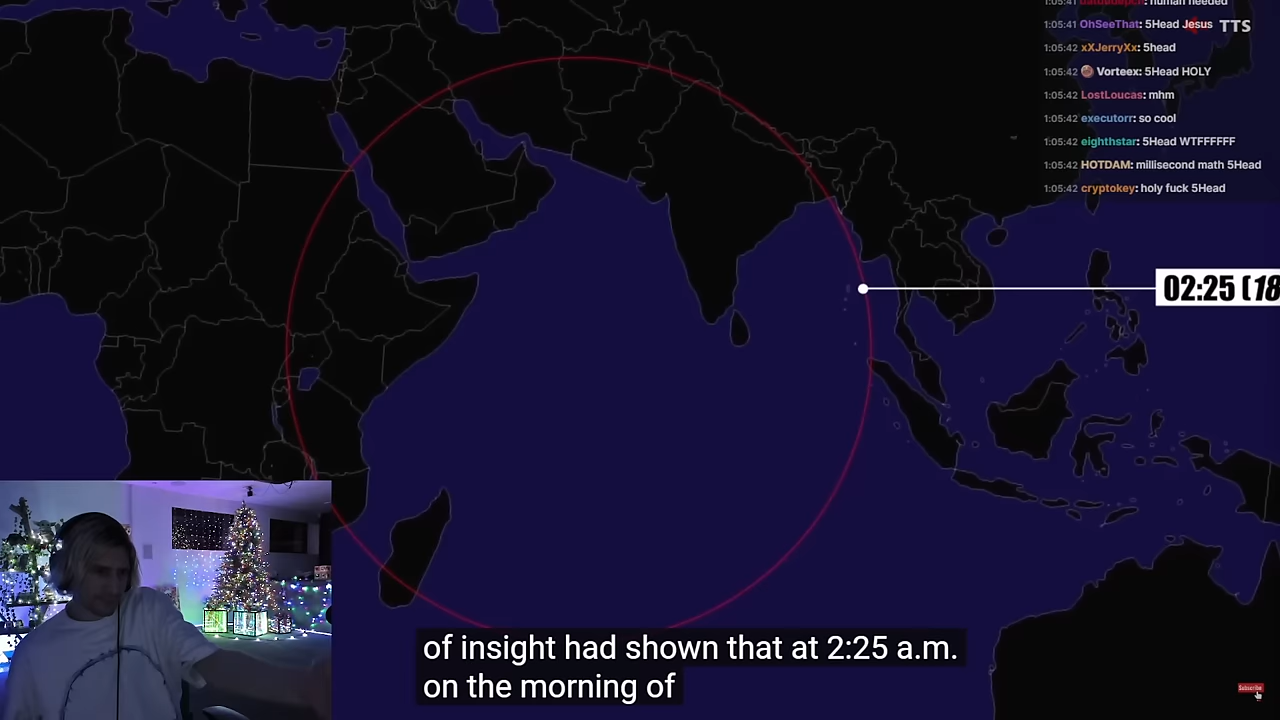 human needed
1:05:41 OhSeeThat: 5Head Jesus
TTS
1:05:42 xXJerryXx: 5head
1:05:42 Vorteex: 5Head HOLY
1:05:42 LostLoucas: mhm
1:05:42 executorr: so cool
1:05:42 eighthstar: 5Head WTFFFFFF
1:05:42 HOTDAM: millisecond math 5Head
1:05:42 cryptokey: holy fuck 5Head
02:25 (18
of insight had shown that at 2:25 a.m.
on the morning of
Subscribe